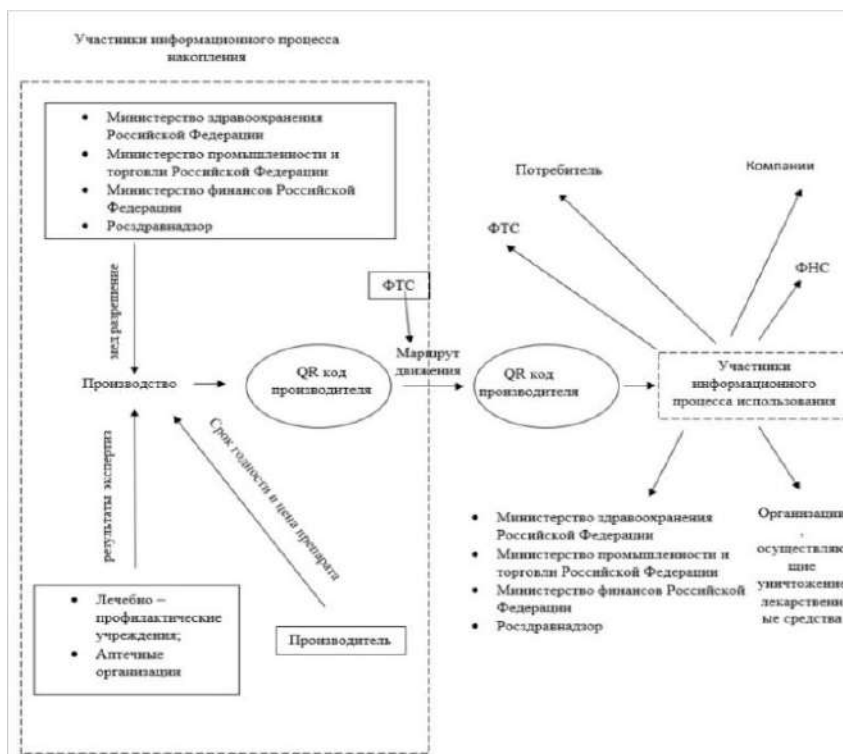 Участники информационного процесса
накопления
Министерство здравоохранения
Российской Федерации
Министерство промышленности и
торговли Российской Федерации
Министерство финансов Российской
Федерации
Росздравнадзор
мед.разрешение
Производство
результаты экспертиз
Лечебно –
профилактические
учреждения;
Аптечные
организации
Срок годности и цена препарата
Производитель
QR код
производителя
ФТС
Маршрут
движения
QR код
производителя
Потребитель
Компании
ФТС
ФНС
Участники
информационного
процесса использования
Министерство здравоохранения
Российской Федерации
Министерство промышленности и
торговли Российской Федерации
Министерство финансов Российской
Федерации
Росздравнадзор
Организации
,
осуществляю
щие
уничтожение
лекарственн
ые средства